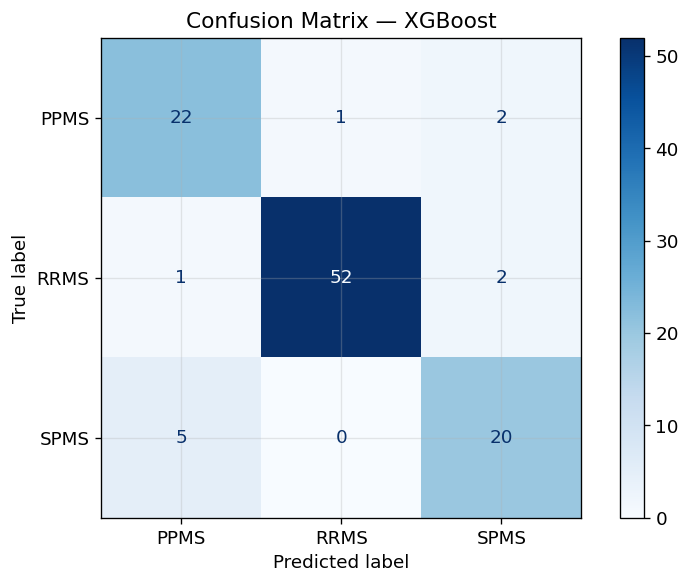 Confusion Matrix — XGBoost
PPMS 22 1 2
RRMS 1 52 2
SPMS 5 0 20
PPMS RRMS SPMS
Predicted label
True label
50
40
30
20
10
0